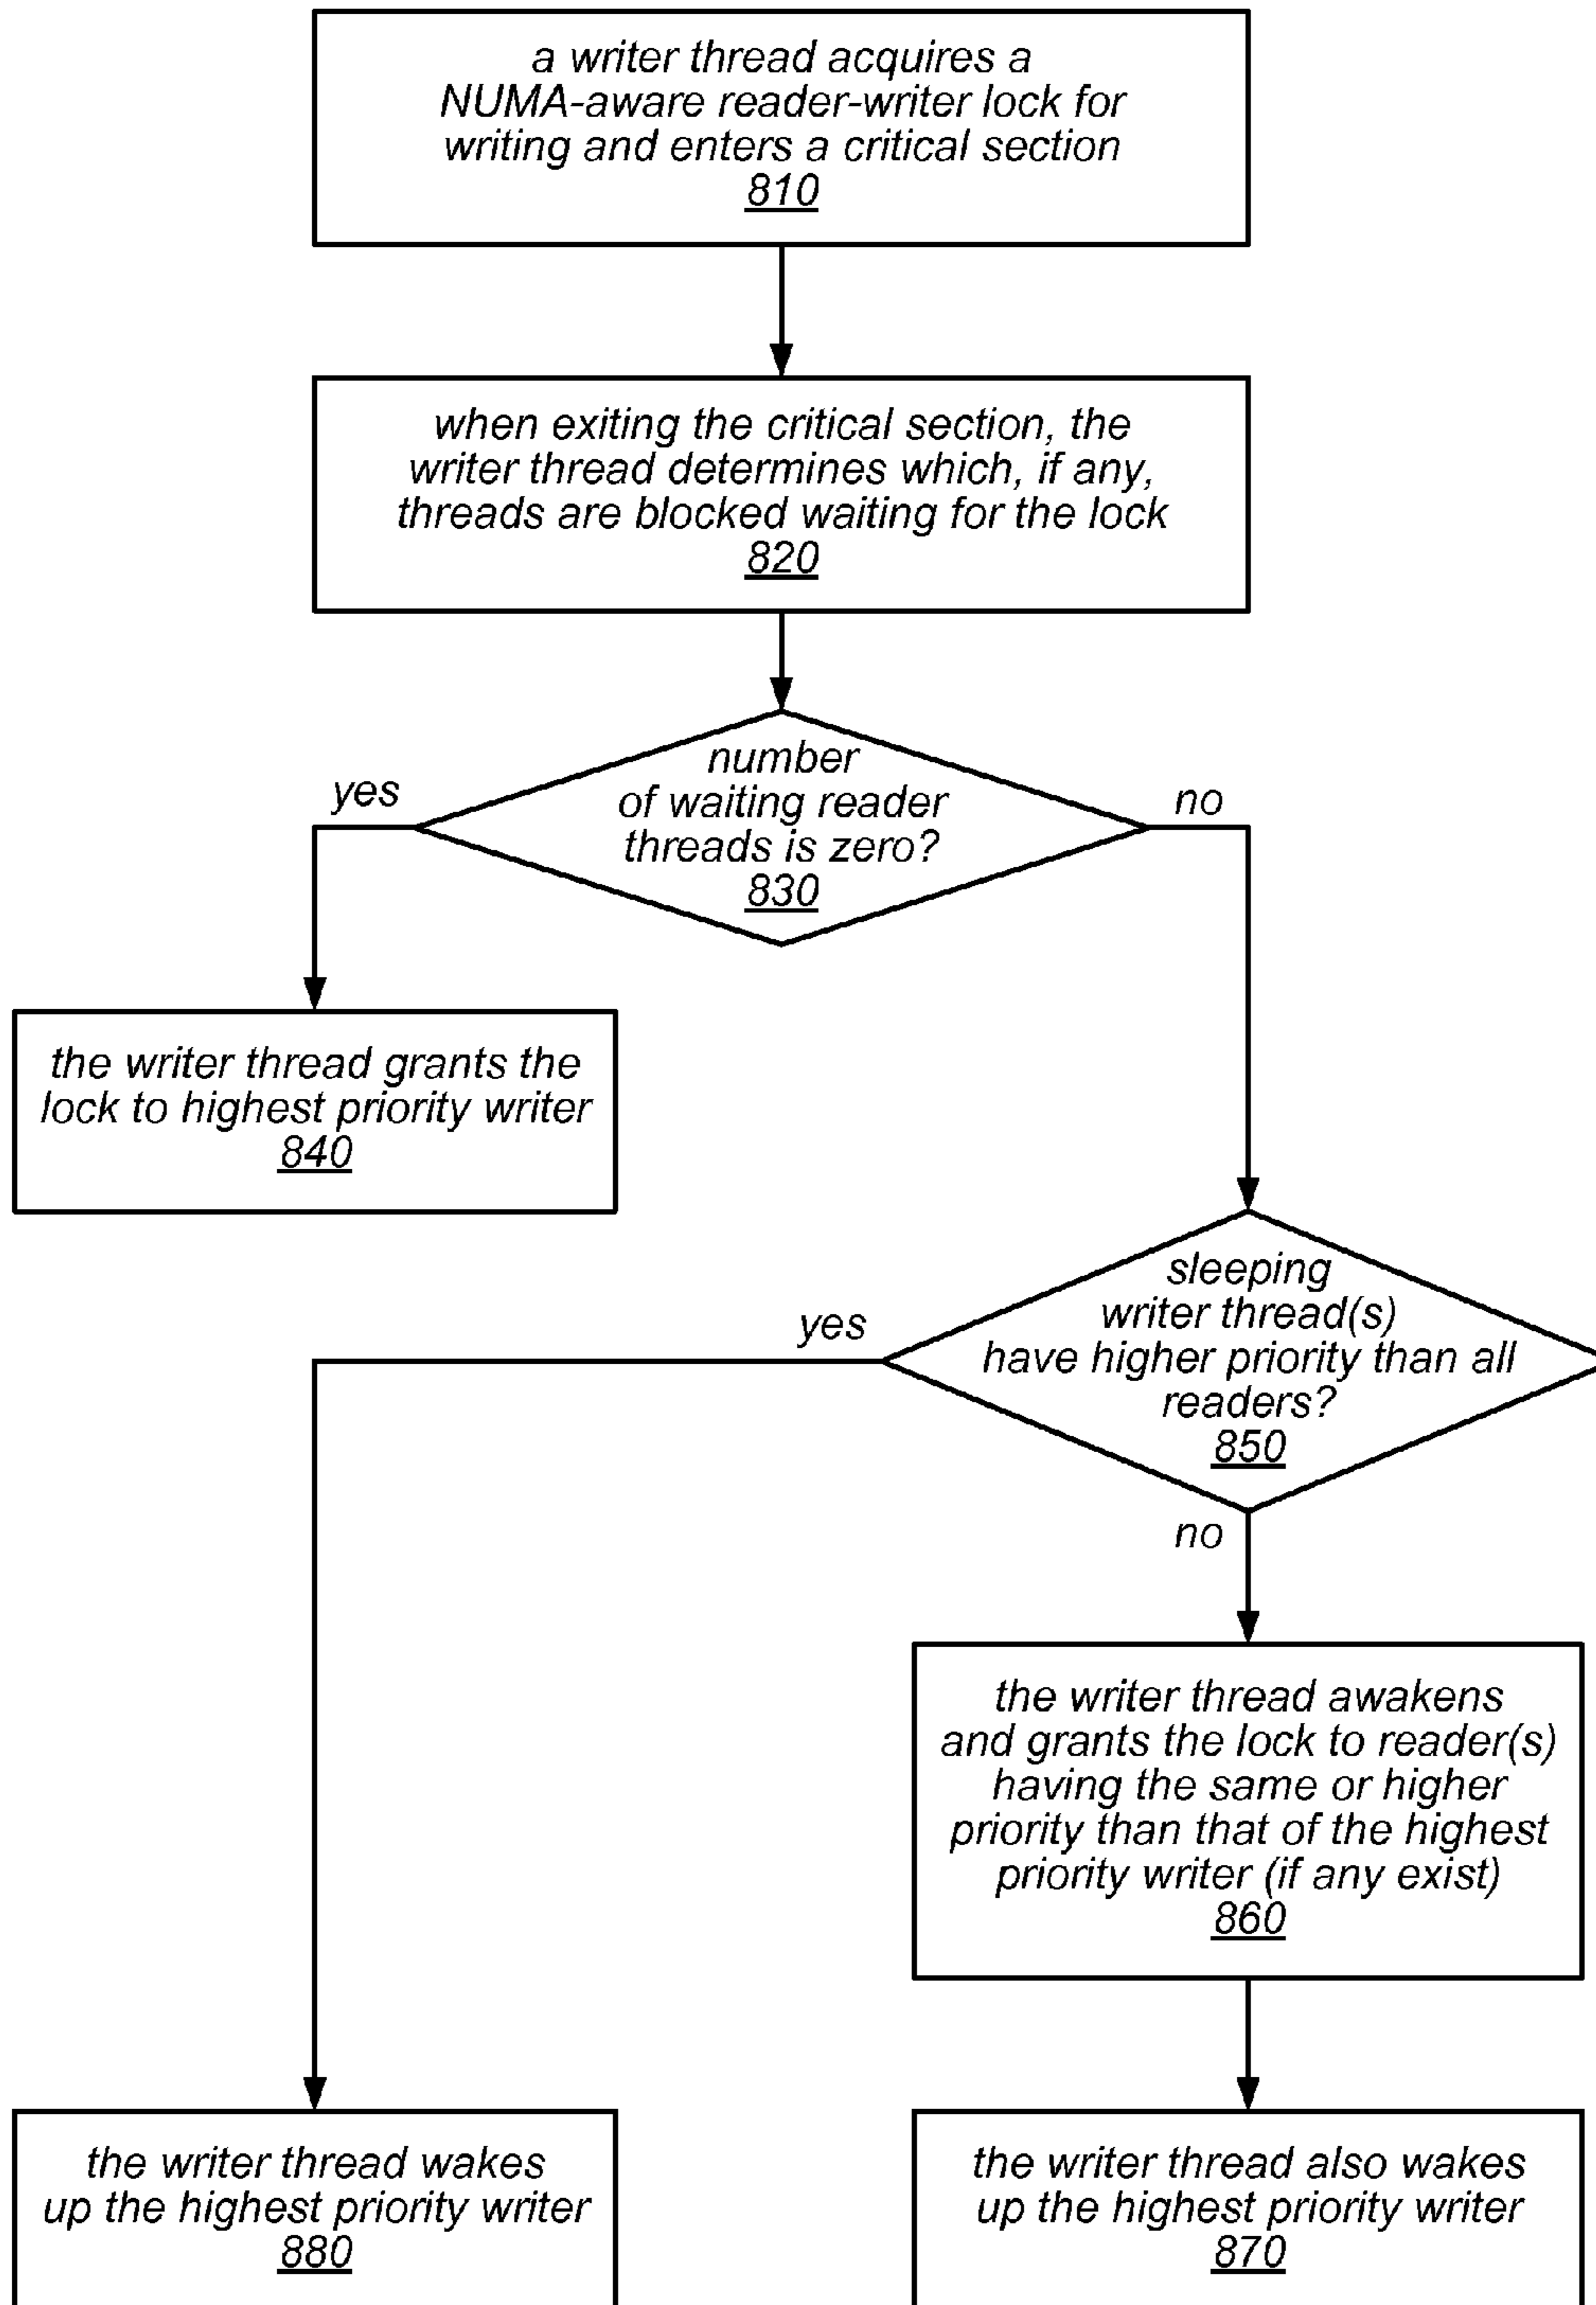 a writer thread acquires a
NUMA-aware reader-writer lock for
writing and enters a critical section
810
when exiting the critical section, the
writer thread determines which, if any,
threads are blocked waiting for the lock
820
number
of waiting reader
threads is zero?
830
yes
no
the writer thread grants the
lock to highest priority writer
840
sleeping
writer thread(s)
have higher priority than all
readers?
850
yes
no
the writer thread awakens
and grants the lock to reader(s)
having the same or higher
priority than that of the highest
priority writer (if any exist)
860
the writer thread wakes
up the highest priority writer
880
the writer thread also wakes
up the highest priority writer
870